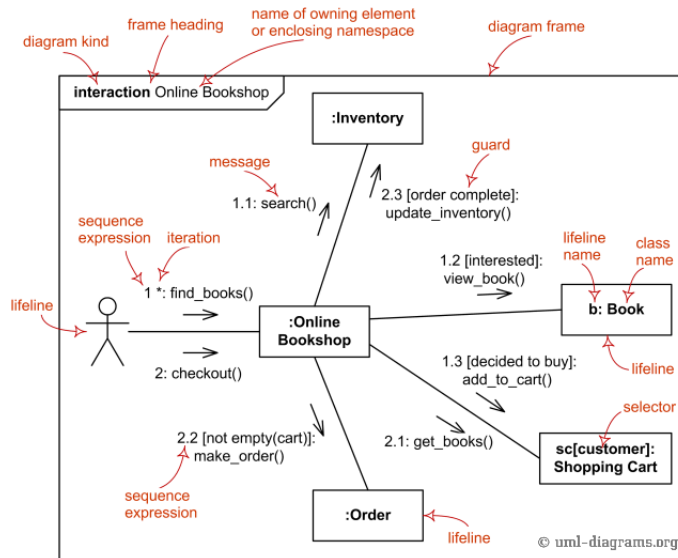 name of owning element
or enclosing namespace
frame heading
diagram kind
diagram frame
interaction Online Bookshop
:Inventory
guard
message
1.1: search()
2.3 [order complete]:
update_inventory()
sequence
expression
iteration
1 *: find_books()
1.2 [interested]:
view_book()
lifeline
name
class
name
lifeline
:Online
Bookshop
b: Book
2: checkout()
1.3 [decided to buy]:
add_to_cart()
lifeline
selector
2.2 [not empty(cart)]:
make_order()
2.1: get_books()
sc[customer]:
Shopping Cart
sequence
expression
:Order
lifeline
© uml-diagrams.org